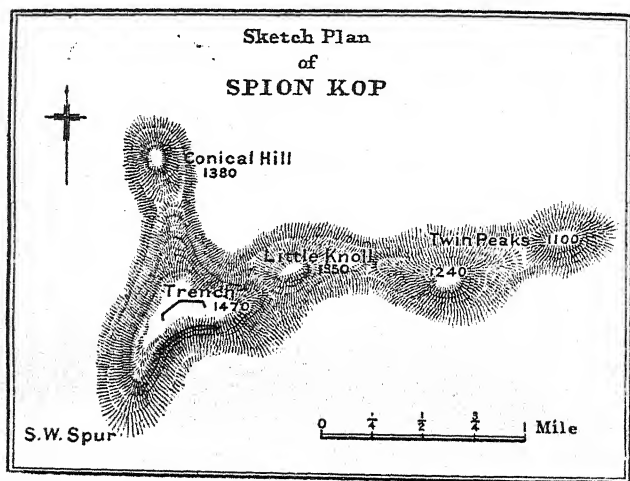 Sketch Plan
of
SPION KOP
Conical Hill
1380
Twin Peaks 1100
Little Knoll
1350
1240
Trench
1470
S.W. Spur
0 1/4 1/2 3/4 1 Mile